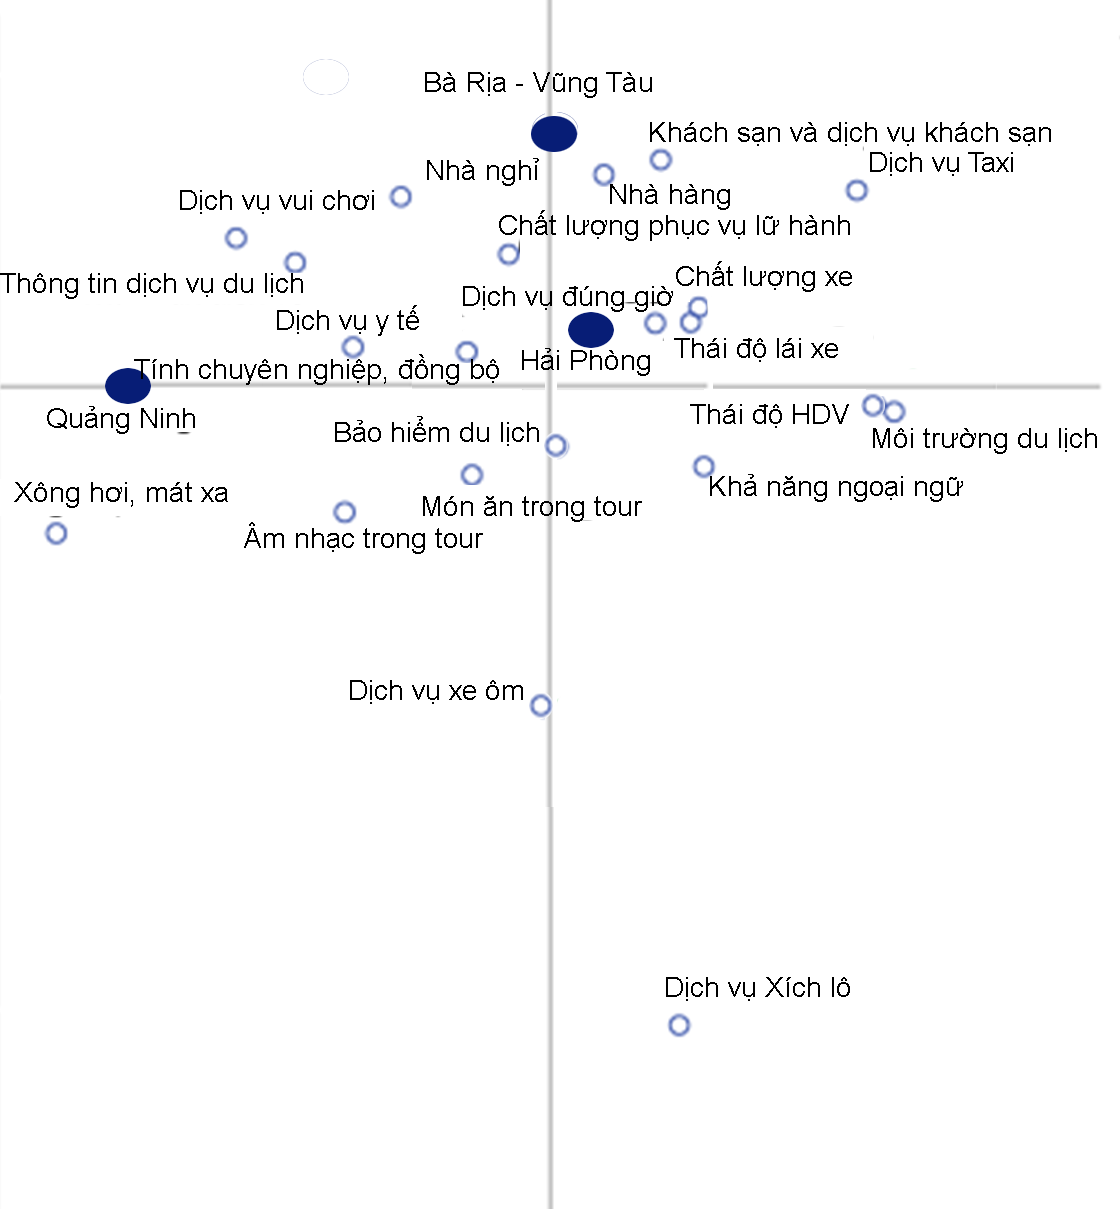 Bà Rịa - Vũng Tàu
Khách sạn và dịch vụ khách sạn
Dịch vụ Taxi
Nhà nghỉ
Nhà hàng
Dịch vụ vui chơi
Chất lượng phục vụ lữ hành
Thông tin dịch vụ du lịch
Chất lượng xe
Dịch vụ đúng giờ
Dịch vụ y tế
Thái độ lái xe
Hải Phòng
Tính chuyên nghiệp, đồng bộ
Quảng Ninh
Thái độ HDV
Bảo hiểm du lịch
Môi trường du lịch
Xông hơi, mát xa
Khả năng ngoại ngữ
Món ăn trong tour
Âm nhạc trong tour
Dịch vụ xe ôm
Dịch vụ Xích lô